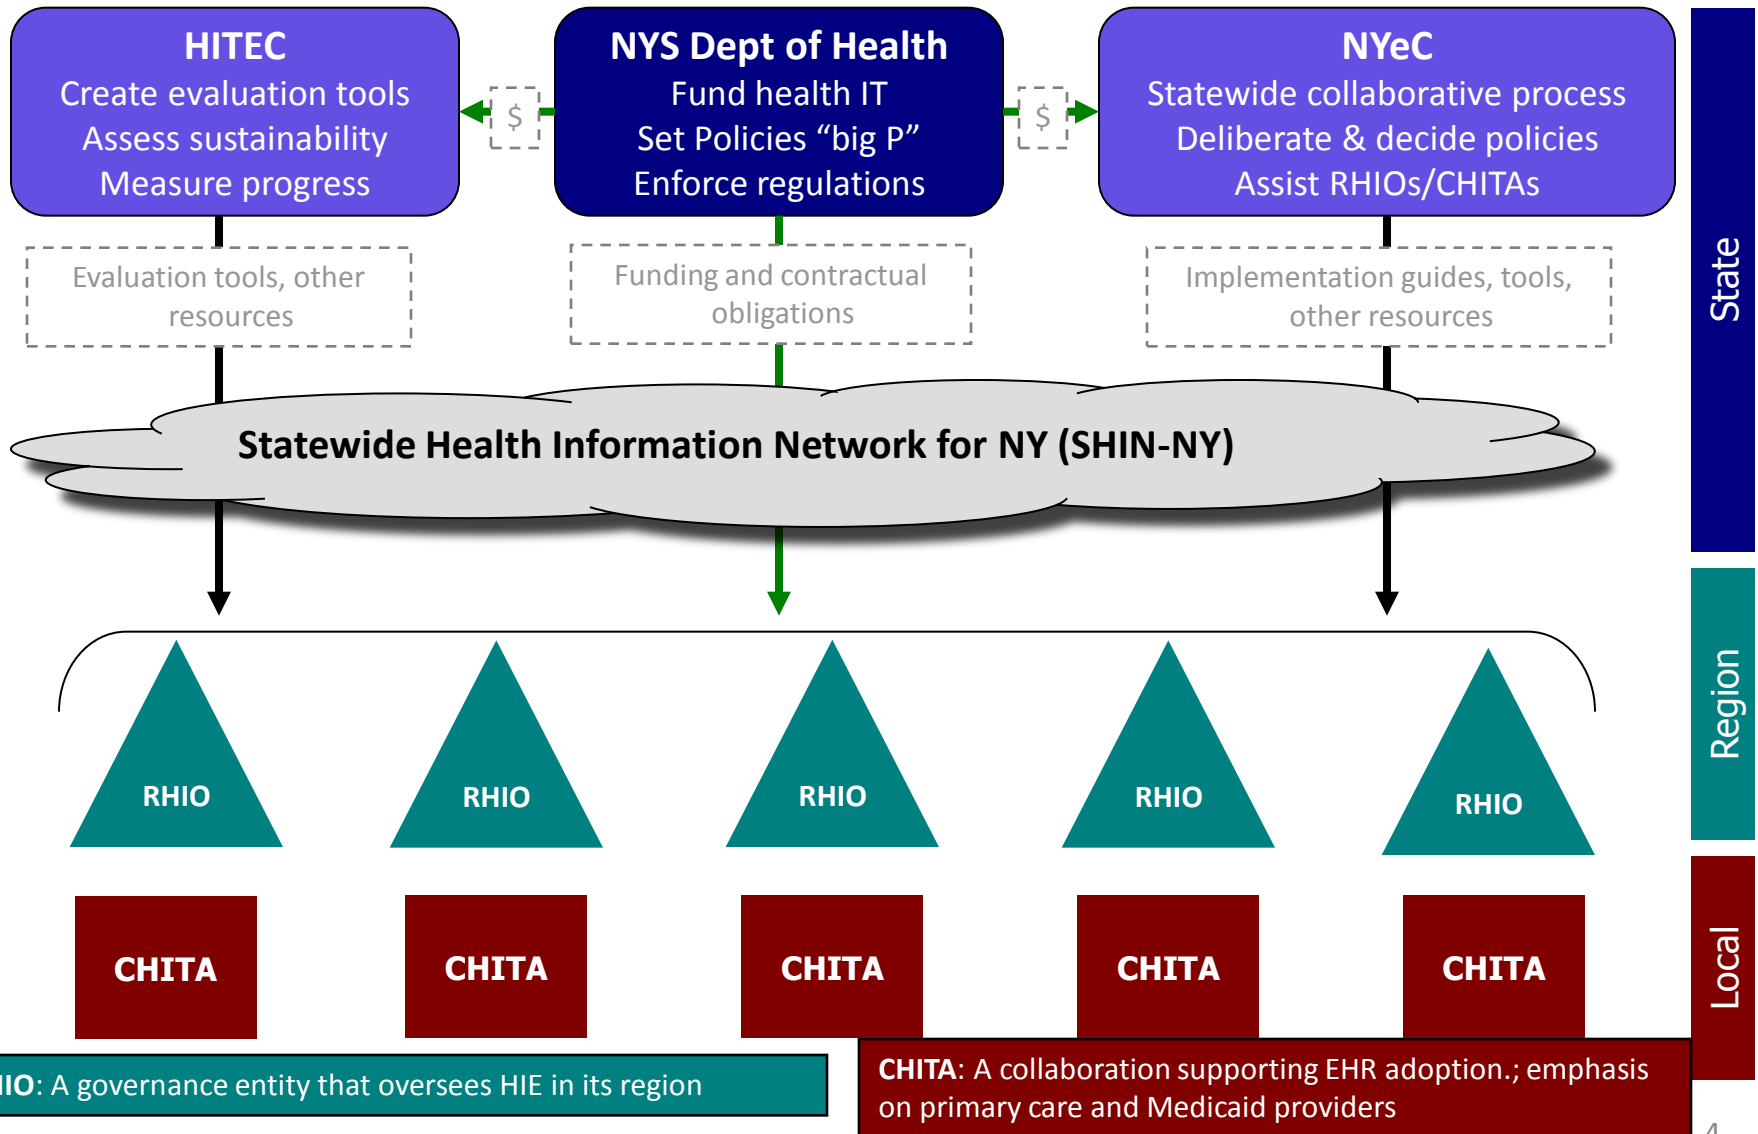 HITEC
Create evaluation tools
Assess sustainability
Measure progress
$
NYS Dept of Health
Fund health IT
Set Policies “big P”
Enforce regulations
$
NYeC
Statewide collaborative process
Deliberate & decide policies
Assist RHIOs/CHITAs
State
Evaluation tools, other
resources
Funding and contractual
obligations
Implementation guides, tools,
other resources
Statewide Health Information Network for NY (SHIN-NY)
Region
RHIO
RHIO
RHIO
RHIO
RHIO
Local
CHITA
CHITA
CHITA
CHITA
CHITA
HIO: A governance entity that oversees HIE in its region
CHITA: A collaboration supporting EHR adoption.; emphasis
on primary care and Medicaid providers
4